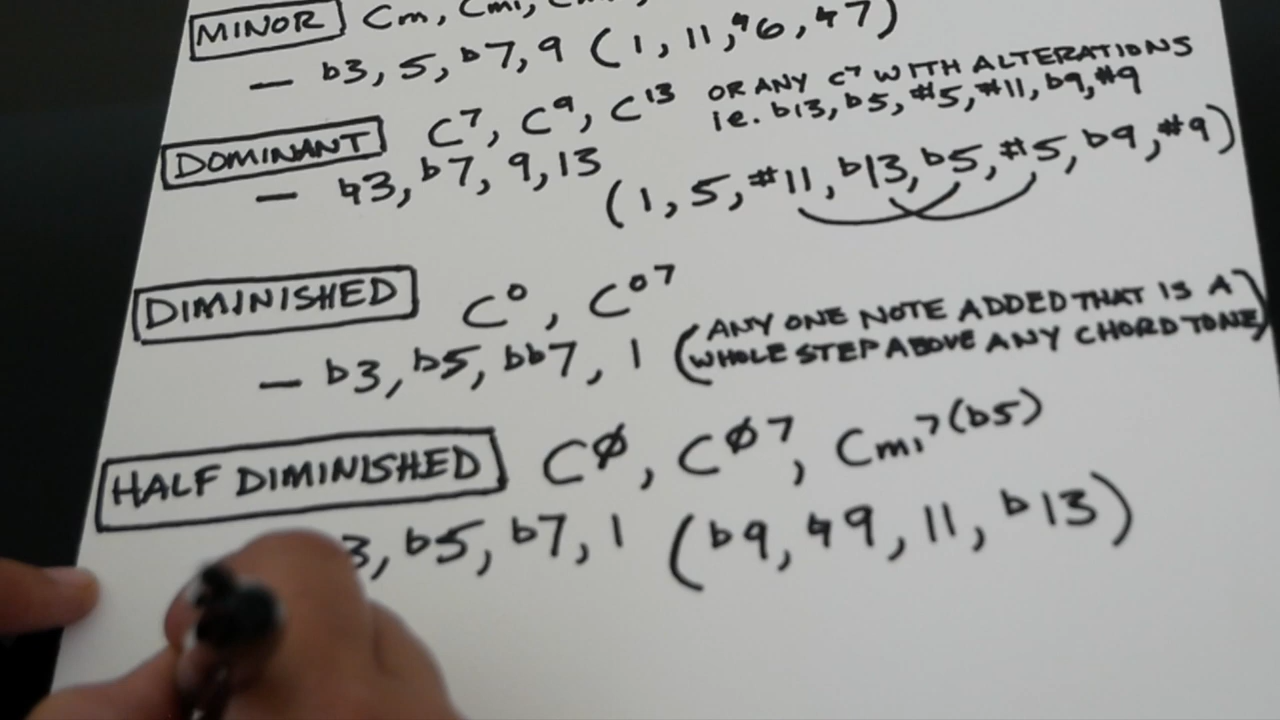 MINOR Cm, Cmi,
– b3, 5, b7, 9 (1, 11, ♮6, ♮7)
DOMINANT C7, C9, C13 OR ANY C7 WITH ALTERATIONS
ie. b13, b5, #5, #11, b9, #9
– ♮3, b7, 9, 13 (1, 5, #11, b13, b5, #5, b9, #9)
DIMINISHED C°, C°7
– b3, b5, bb7, 1 (ANY ONE NOTE ADDED THAT IS A
WHOLE STEP ABOVE ANY CHORD TONE)
HALF DIMINISHED Cø, Cø7, Cmi7(b5)
3, b5, b7, 1 (b9, ♮9, 11, b13)